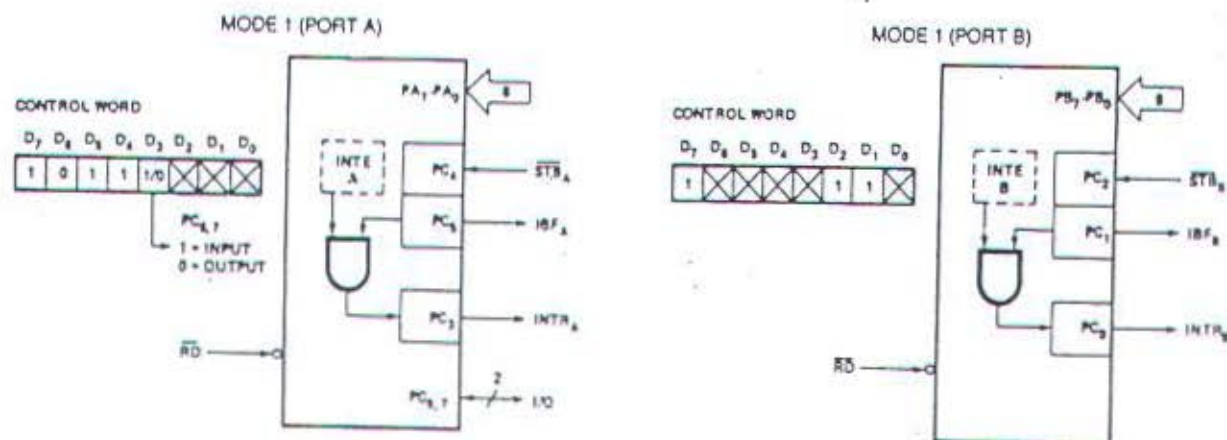 MODE 1 (PORT A)
CONTROL WORD
D7 D6 D5 D4 D3 D2 D1 D0
1 0 1 1 1/0
PC6,7
1 = INPUT
0 = OUTPUT
PA7-PA0
8
INTE
A
PC4
STBA
PC5
IBFA
PC3
INTRA
RD
PC6,7
2
I/O
MODE 1 (PORT B)
CONTROL WORD
D7 D6 D5 D4 D3 D2 D1 D0
1 1 1
PB7-PB0
8
INTE
B
PC2
STBB
PC1
IBFB
PC0
INTRB
RD